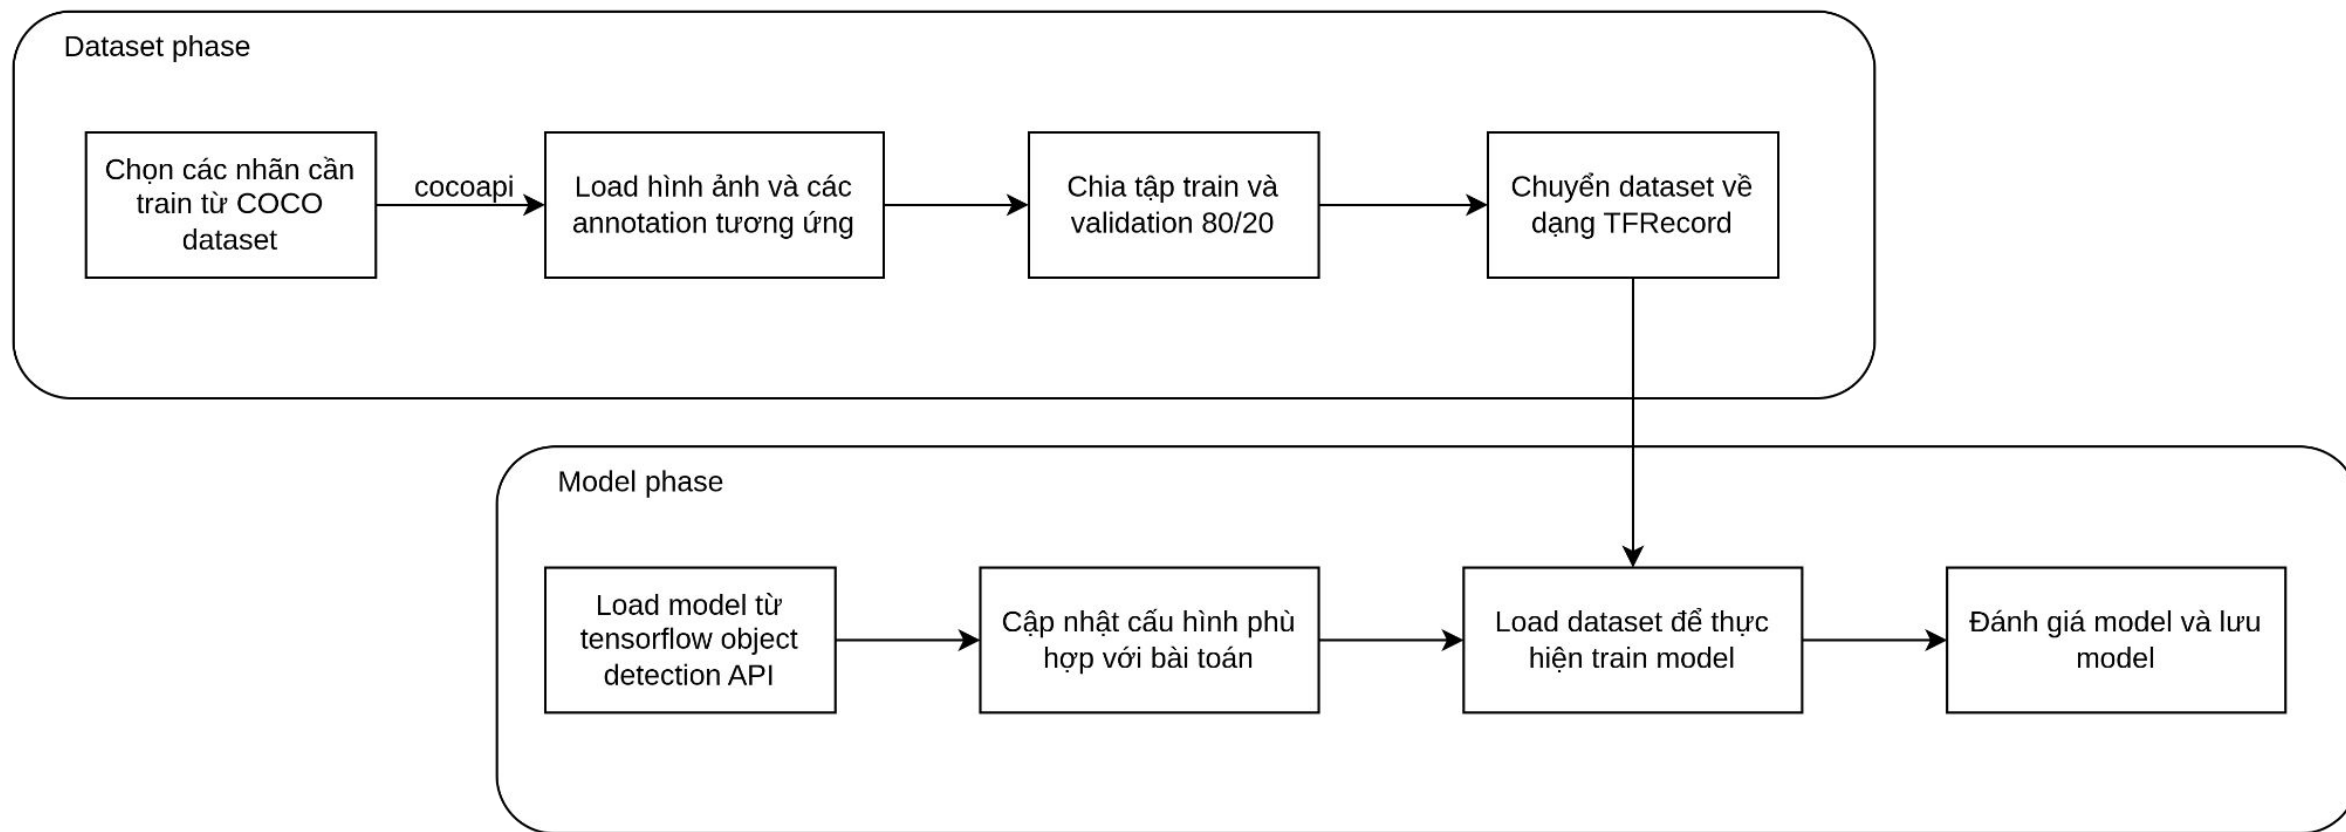 Dataset phase
Chọn các nhãn cần
train từ COCO
dataset
cocoapi
Load hình ảnh và các
annotation tương ứng
Chia tập train và
validation 80/20
Chuyển dataset về
dạng TFRecord
Model phase
Load model từ
tensorflow object
detection API
Cập nhật cấu hình phù
hợp với bài toán
Load dataset để thực
hiện train model
Đánh giá model và lưu
model